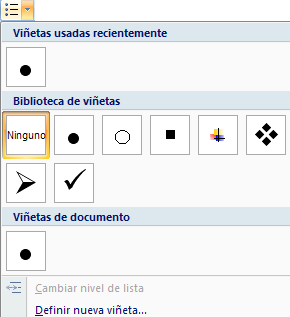 Viñetas usadas recientemente
Biblioteca de viñetas
Ninguno
Viñetas de documento
Cambiar nivel de lista
Definir nueva viñeta...